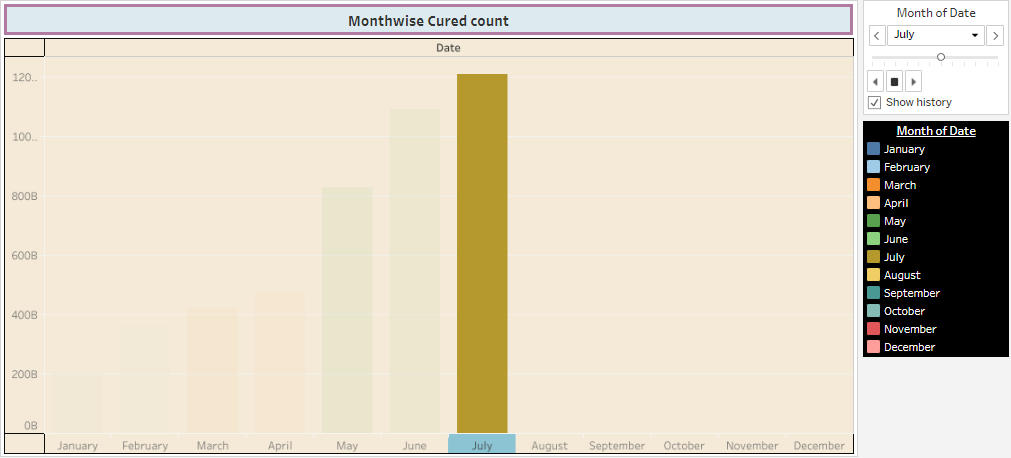 Monthwise Cured count
Date
120..
100..
800B
600B
400B
200B
0B
January February March April May June July August September October November December
Month of Date
July
Show history
Month of Date
January
February
March
April
May
June
July
August
September
October
November
December